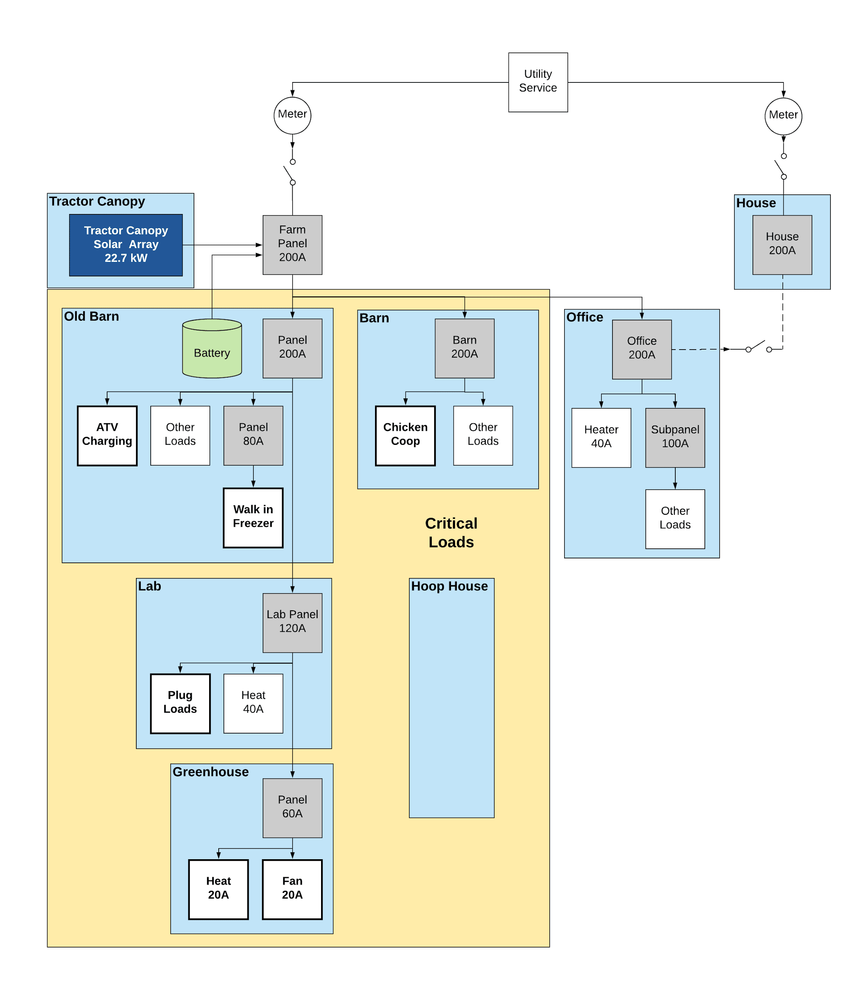 Utility
Service
Meter
Meter
Tractor Canopy
Tractor Canopy
Solar Array
22.7 kW
Farm
Panel
200A
House
House
200A
Old Barn
Battery
Panel
200A
Barn
Barn
200A
Office
Office
200A
ATV
Charging
Other
Loads
Panel
80A
Chicken
Coop
Other
Loads
Heater
40A
Subpanel
100A
Walk in
Freezer
Other
Loads
Critical
Loads
Lab
Lab Panel
120A
Hoop House
Plug
Loads
Heat
40A
Greenhouse
Panel
60A
Heat
20A
Fan
20A